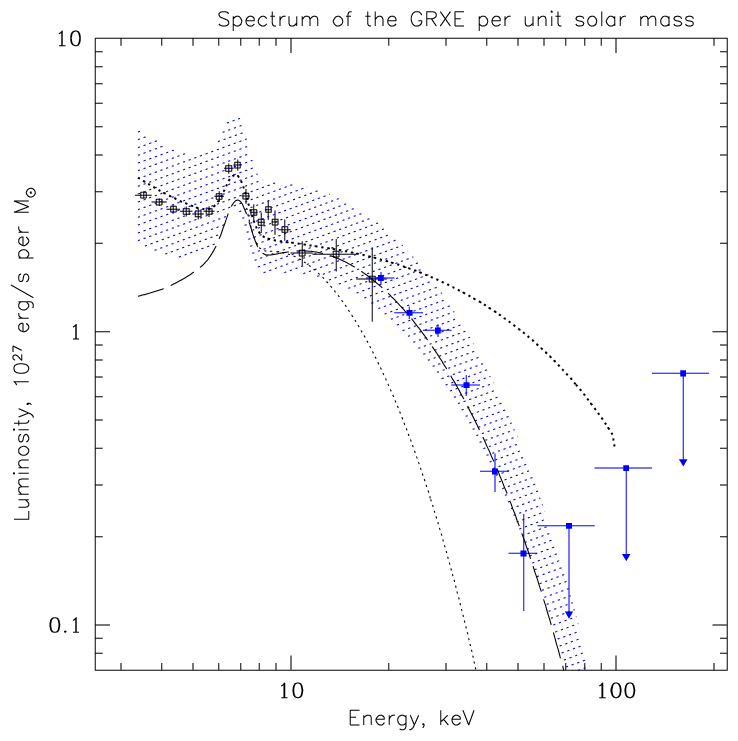 Spectrum of the GRXE per unit solar mass
10
1
0.1
Luminosity, 10²⁷ erg/s per M☉
10
100
Energy, keV